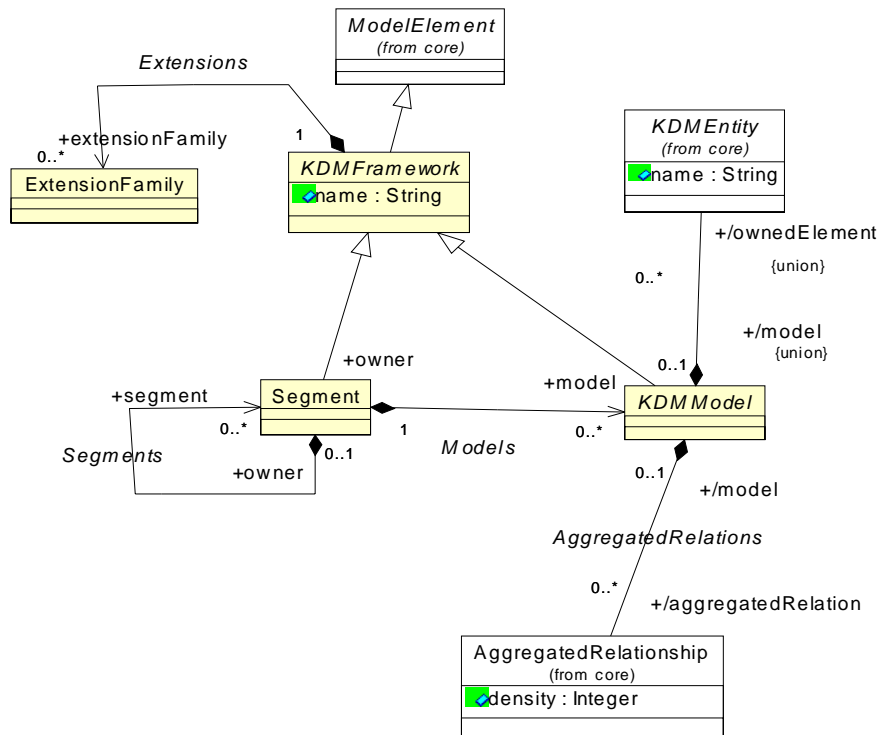 ModelElement
(from core)
Extensions
+extensionFamily
1
0..*
KDMEntity
(from core)
name : String
KDMFramework
name : String
ExtensionFamily
+/ownedElement
{union}
0..*
+/model
{union}
0..1
+owner
+segment
+model
Segment
KDMModel
0..*
0..1
1
Models
0..*
Segments
+owner
0..1
+/model
AggregatedRelations
0..*
+/aggregatedRelation
AggregatedRelationship
(from core)
density : Integer